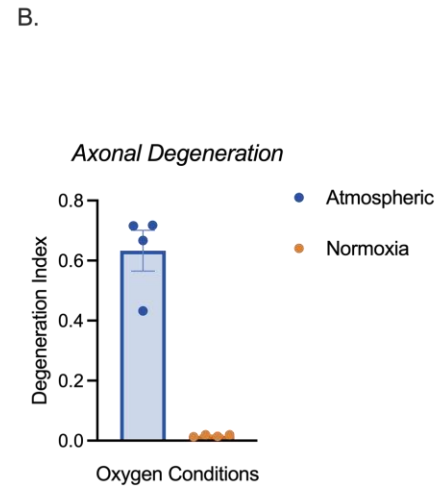 B.
Axonal Degeneration
Atmospheric
Normoxia
Degeneration Index
0.8
0.6
0.4
0.2
0.0
Oxygen Conditions